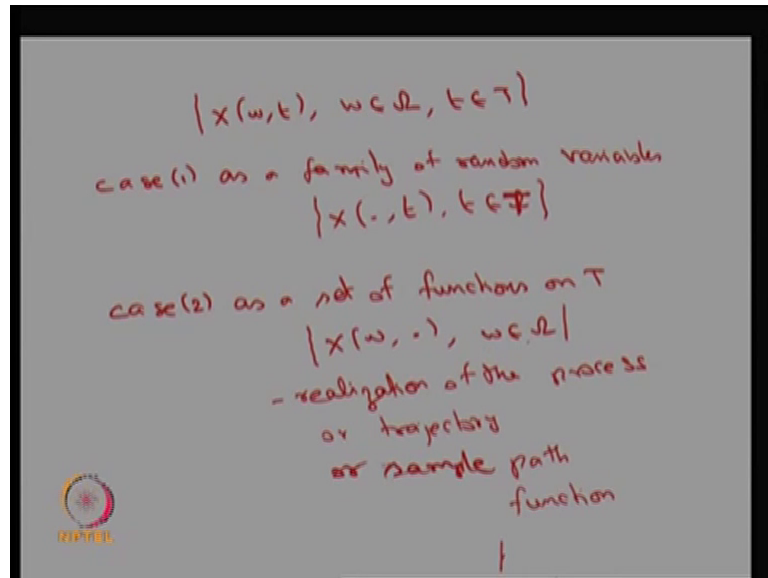 {x(w,t), w∈Ω, t∈T}
case(1) as a family of random variables
{x(.,t), t∈T}
case(2) as a set of functions on T
{x(w,.), w∈Ω}
- realization of the process
or trajectory
or sample path
function
NPTEL